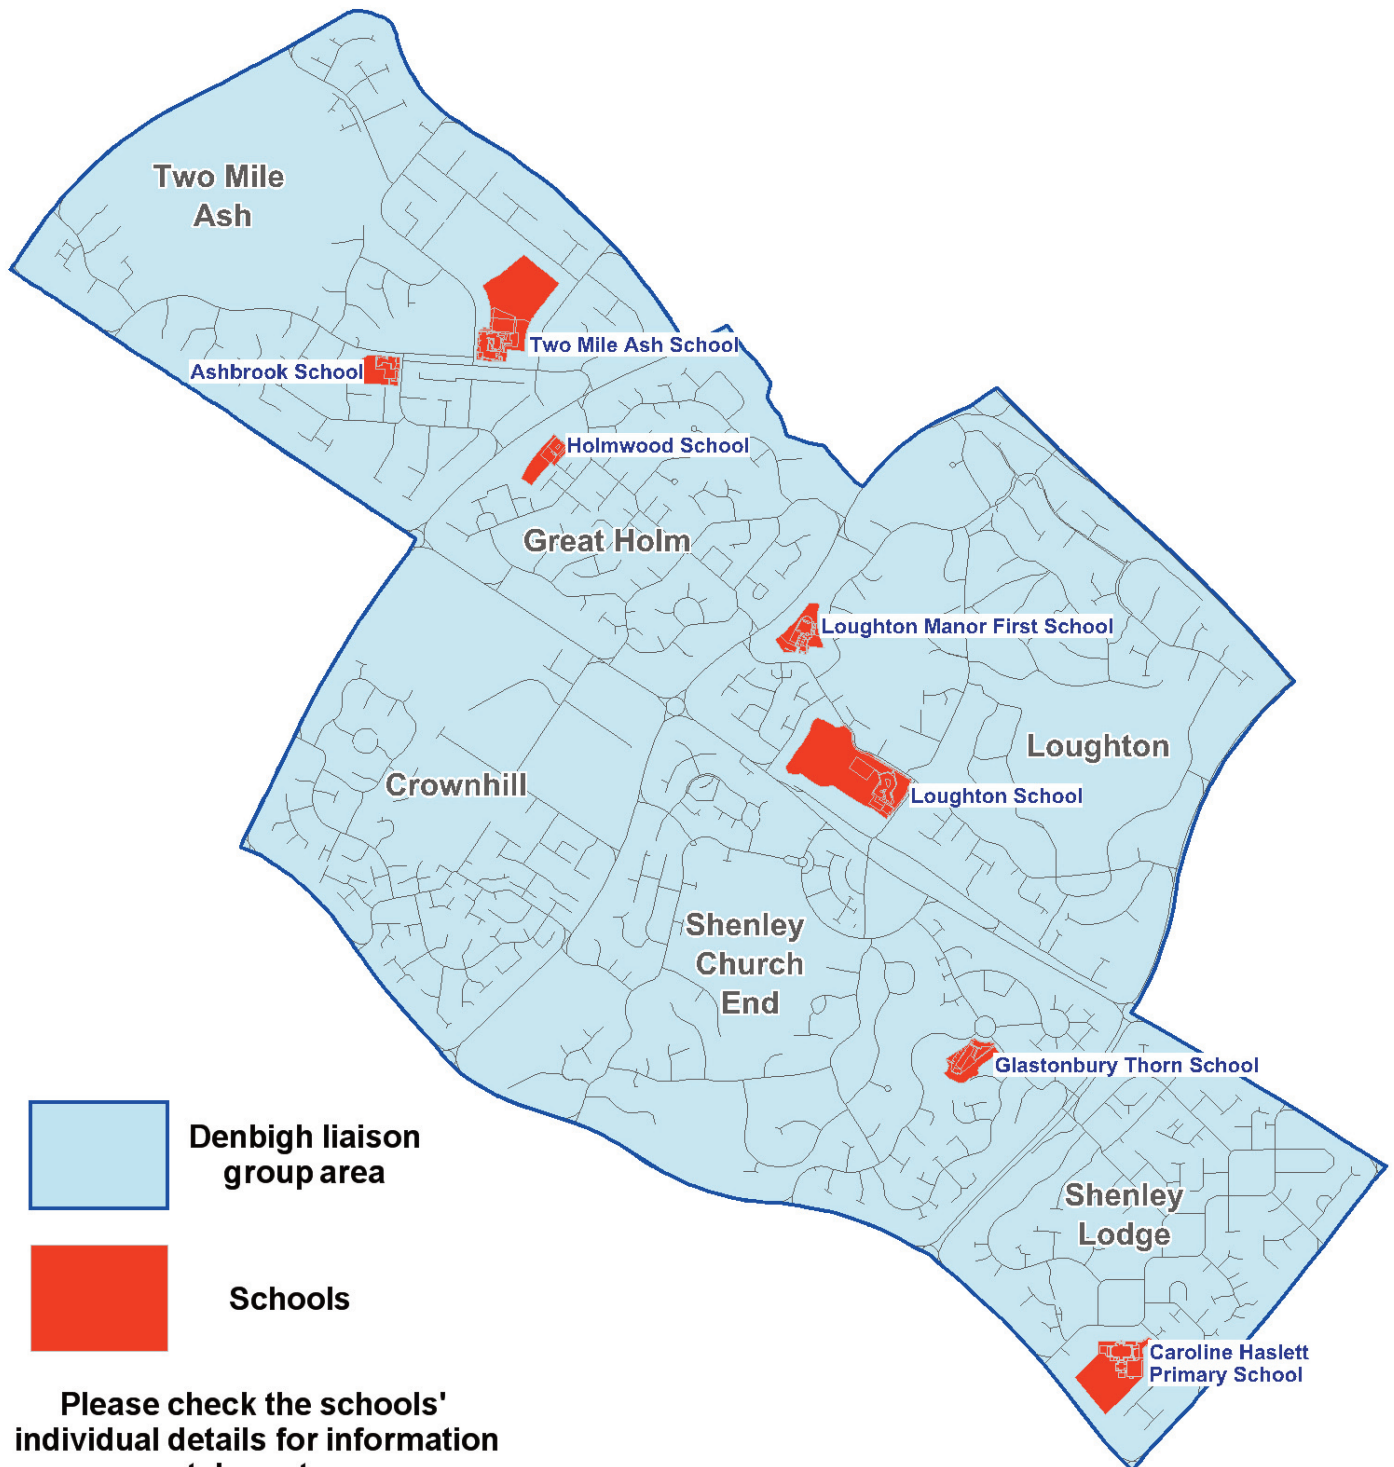 Two Mile
Ash
Two Mile Ash School
Ashbrook School
Holmwood School
Great Holm
Loughton Manor First School
Loughton
Crownhill
Loughton School
Shenley
Church
End
Glastonbury Thorn School
Denbigh liaison
group area
Shenley
Lodge
Schools
Caroline Haslett
Primary School
Please check the schools'
individual details for information